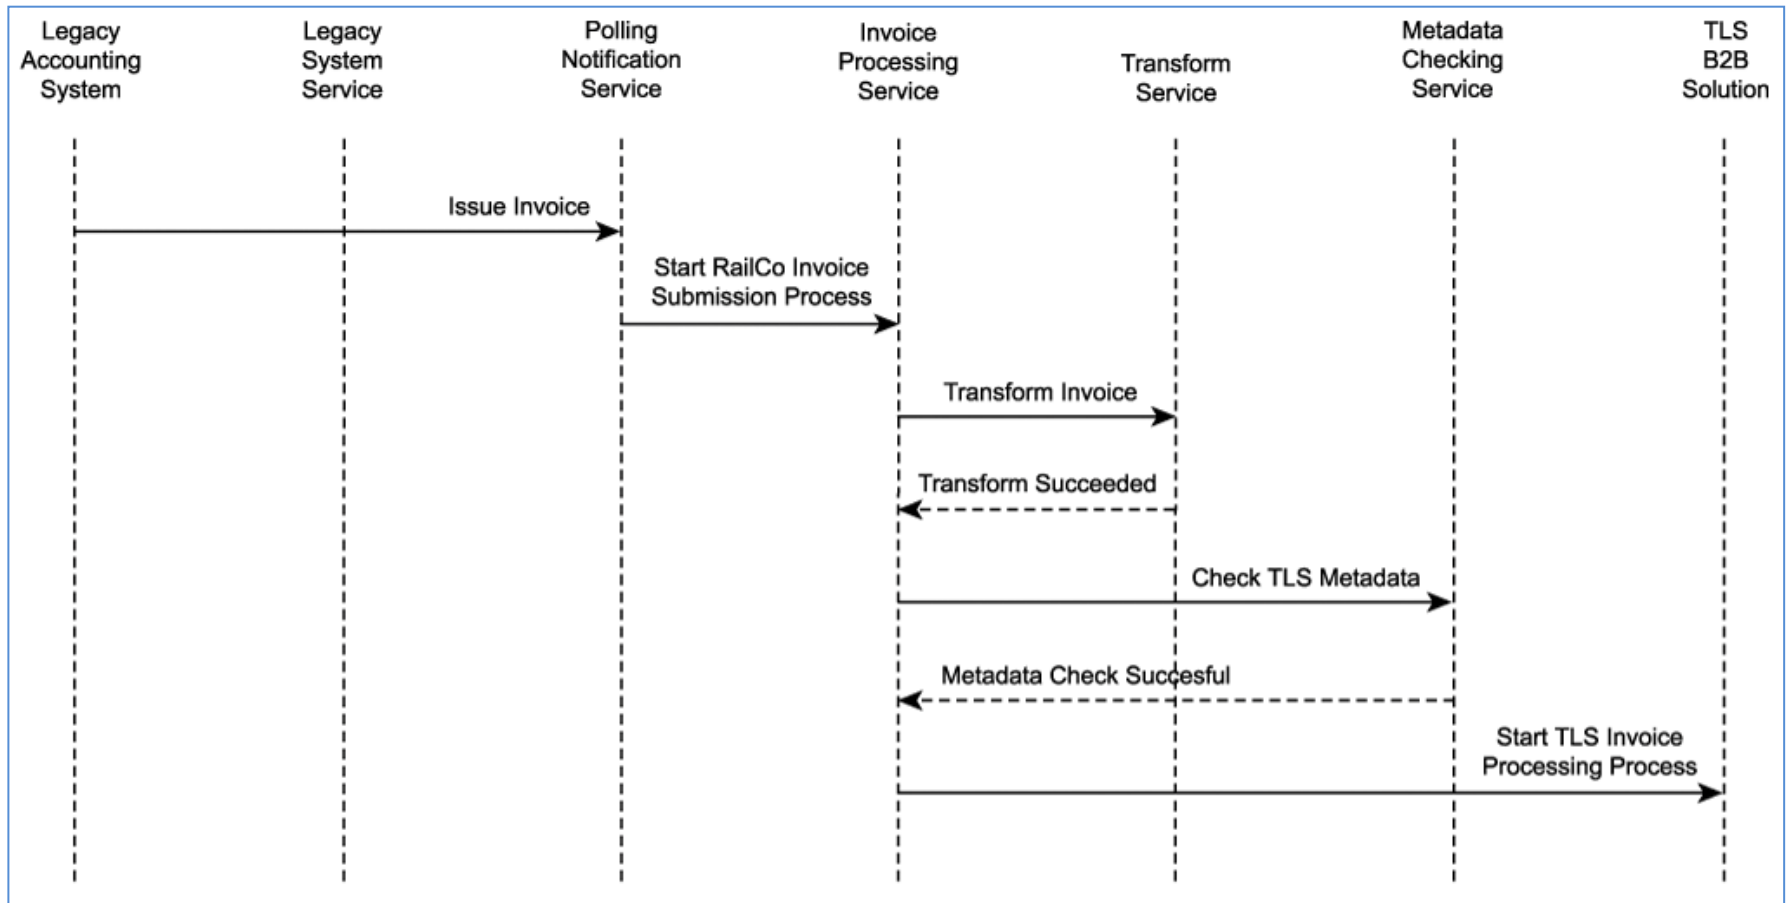 Legacy
Accounting
System
Legacy
System
Service
Polling
Notification
Service
Invoice
Processing
Service
Transform
Service
Metadata
Checking
Service
TLS
B2B
Solution
Issue Invoice
Start RailCo Invoice
Submission Process
Transform Invoice
Transform Succeeded
Check TLS Metadata
Metadata Check Succesful
Start TLS Invoice
Processing Process